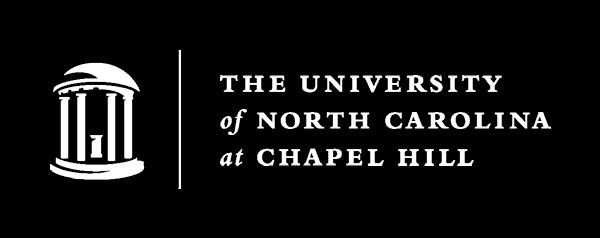 THE UNIVERSITY
of NORTH CAROLINA
at CHAPEL HILL